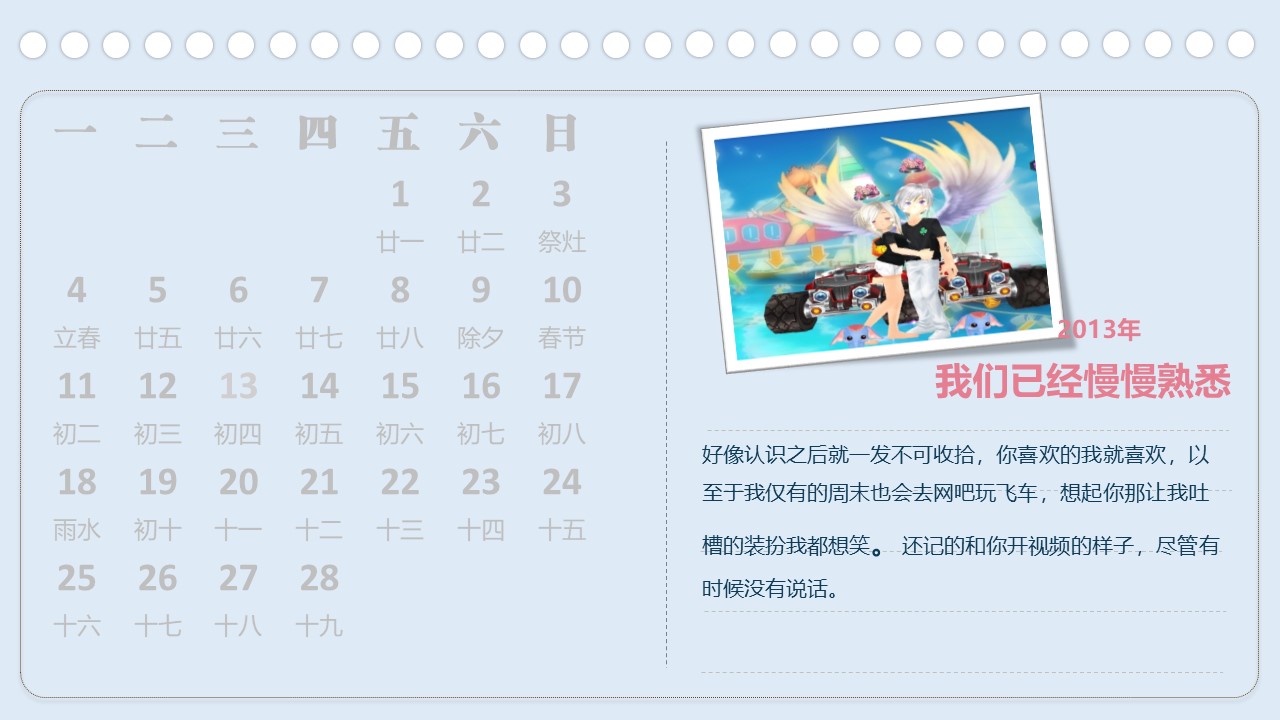 一 二 三 四 五 六 日
1 2 3
廿一 廿二 祭灶
4 5 6 7 8 9 10
立春 廿五 廿六 廿七 廿八 除夕 春节
11 12 13 14 15 16 17
初二 初三 初四 初五 初六 初七 初八
18 19 20 21 22 23 24
雨水 初十 十一 十二 十三 十四 十五
25 26 27 28
十六 十七 十八 十九
2013年
我们已经慢慢熟悉
好像认识之后就一发不可收拾，你喜欢的我就喜欢，以
至于我仅有的周末也会去网吧玩飞车，想起你那让我吐
槽的装扮我都想笑。 还记的和你开视频的样子，尽管有
时候没有说话。